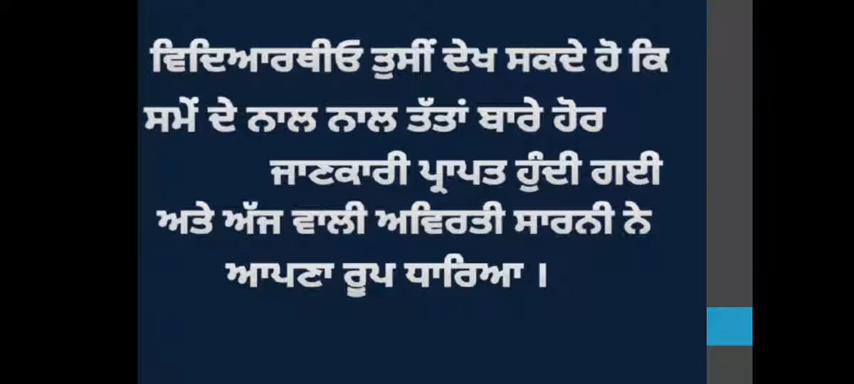 ਵਿਦਿਆਰਥੀਓ ਤੁਸੀਂ ਦੇਖ ਸਕਦੇ ਹੋ ਕਿ
ਸਮੇਂ ਦੇ ਨਾਲ ਨਾਲ ਤੱਤਾਂ ਬਾਰੇ ਹੋਰ
ਜਾਣਕਾਰੀ ਪ੍ਰਾਪਤ ਹੁੰਦੀ ਗਈ
ਅਤੇ ਅੱਜ ਵਾਲੀ ਅਵਿਰਤੀ ਸਾਰਨੀ ਨੇ
ਆਪਣਾ ਰੂਪ ਧਾਰਿਆ ।